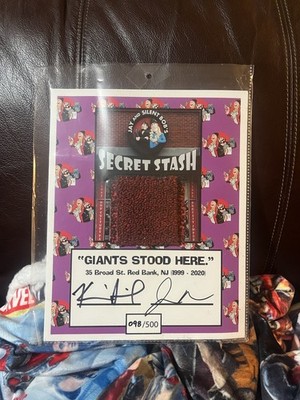 JAY AND SILENT BOB'S
SECRET STASH
"GIANTS STOOD HERE."
35 Broad St. Red Bank, NJ (1999 - 2020)
098/500